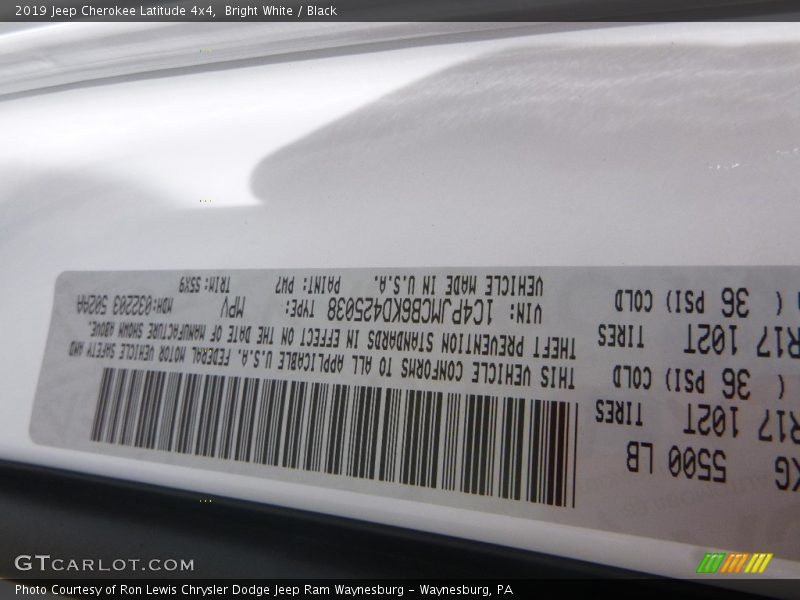 2019 Jeep Cherokee Latitude 4x4, Bright White / Black
KG 5500 LB
R17 102T TIRES
( 36 PSI) COLD
R17 102T TIRES
( 36 PSI) COLD
THIS VEHICLE CONFORMS TO ALL APPLICABLE U.S.A. FEDERAL MOTOR VEHICLE SAFETY AND
THEFT PREVENTION STANDARDS IN EFFECT ON THE DATE OF MANUFACTURE SHOWN ABOVE.
VIN: 1C4PJMCB6KD425038 TYPE: MPV MDH:032203 502AA
VEHICLE MADE IN U.S.A. PAINT: PW7 TRIM: S5X9
GTCARLOT.COM
Photo Courtesy of Ron Lewis Chrysler Dodge Jeep Ram Waynesburg - Waynesburg, PA